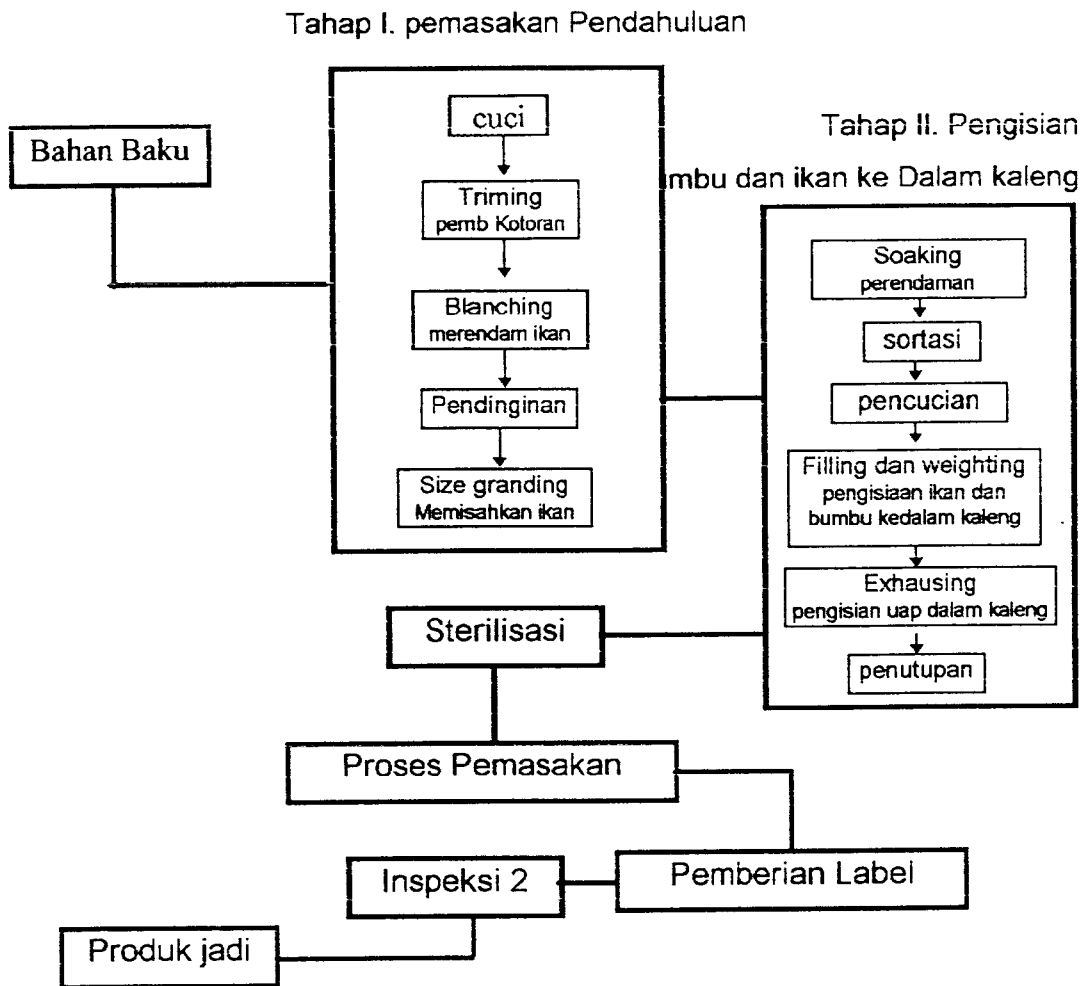 Tahap I. pemasakan Pendahuluan
Bahan Baku
cuci
Triming
pemb Kotoran
Blanching
merendam ikan
Pendinginan
Size granding
Memisahkan ikan
Tahap II. Pengisian
mbu dan ikan ke Dalam kaleng
Soaking
perendaman
sortasi
pencucian
Filling dan weighting
pengisiaan ikan dan
bumbu kedalam kaleng
Exhausing
pengisian uap dalam kaleng
penutupan
Sterilisasi
Proses Pemasakan
Pemberian Label
Inspeksi 2
Produk jadi